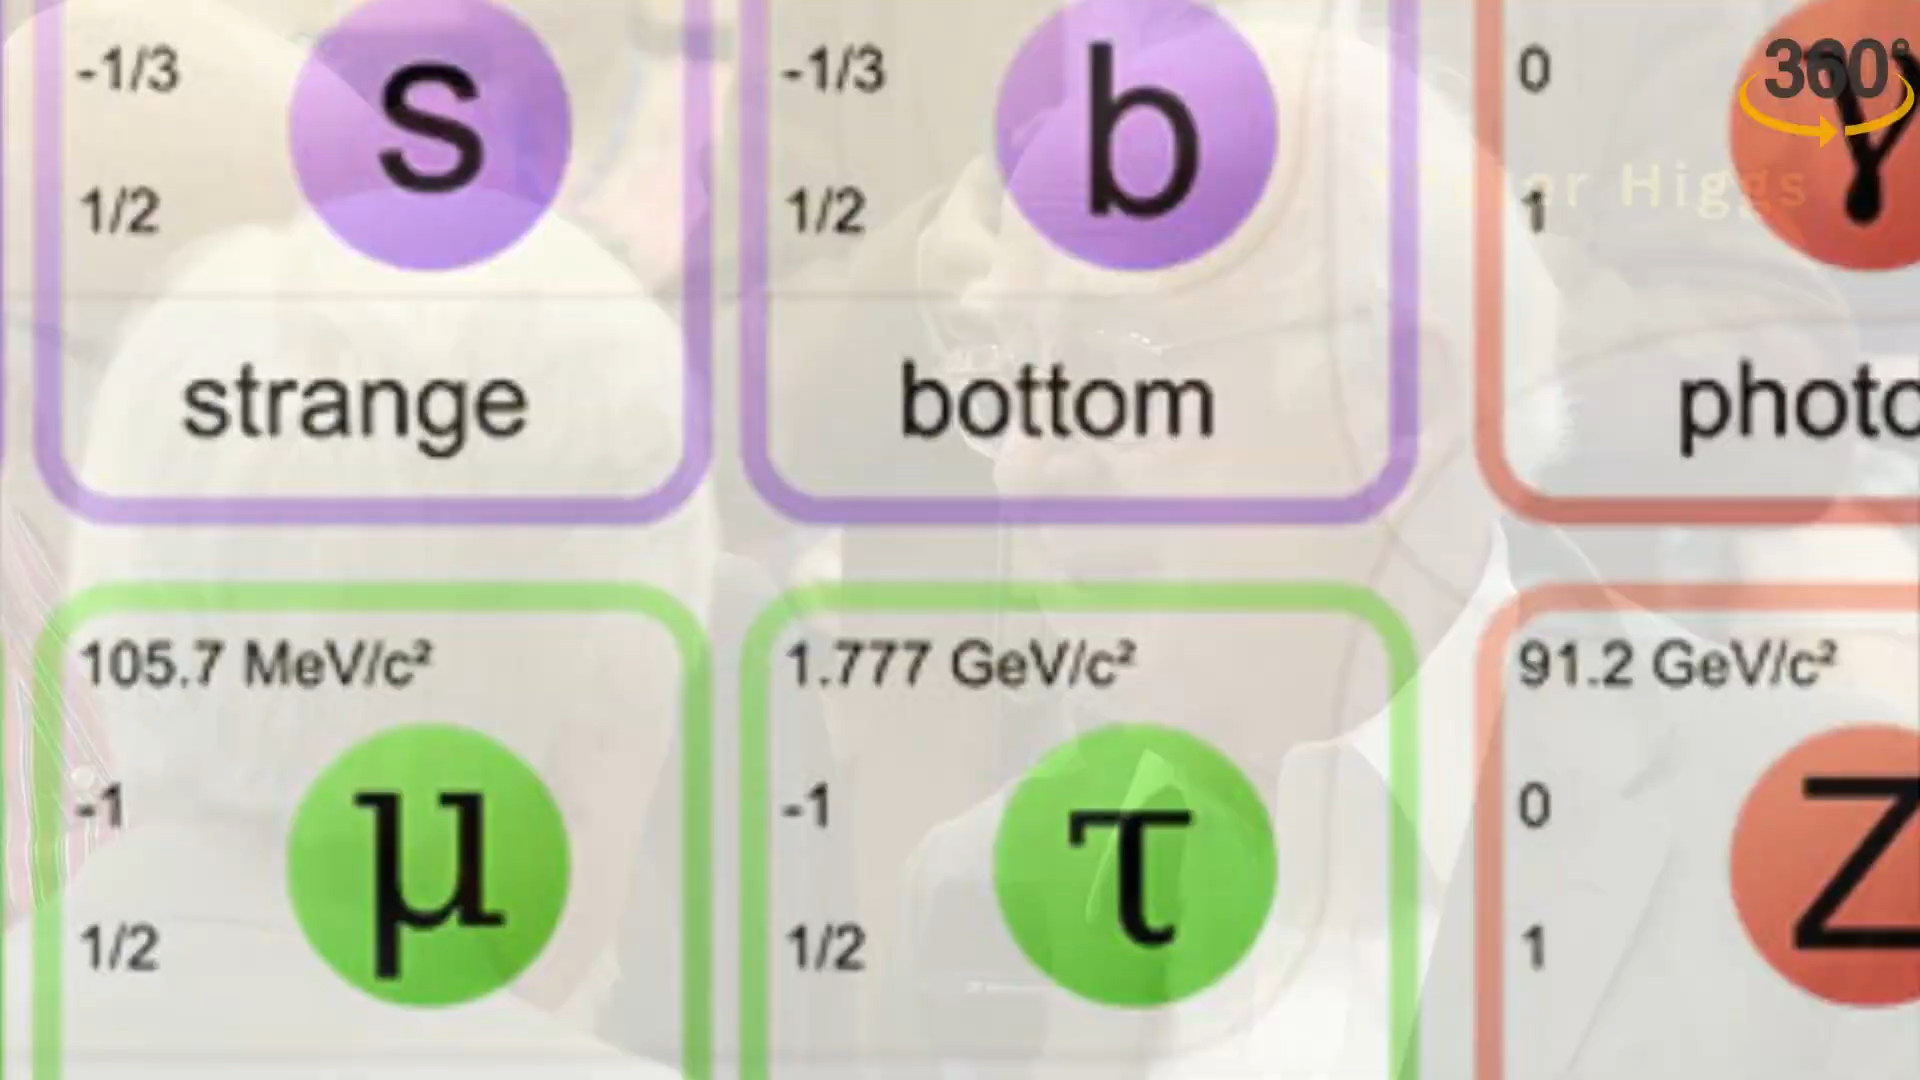 -1/3
s
1/2
strange
-1/3
b
1/2
bottom
0
γ
1
360°
Higgs
105.7 MeV/c²
-1
μ
1/2
1.777 GeV/c²
-1
τ
1/2
91.2 GeV/c²
0
Z
1